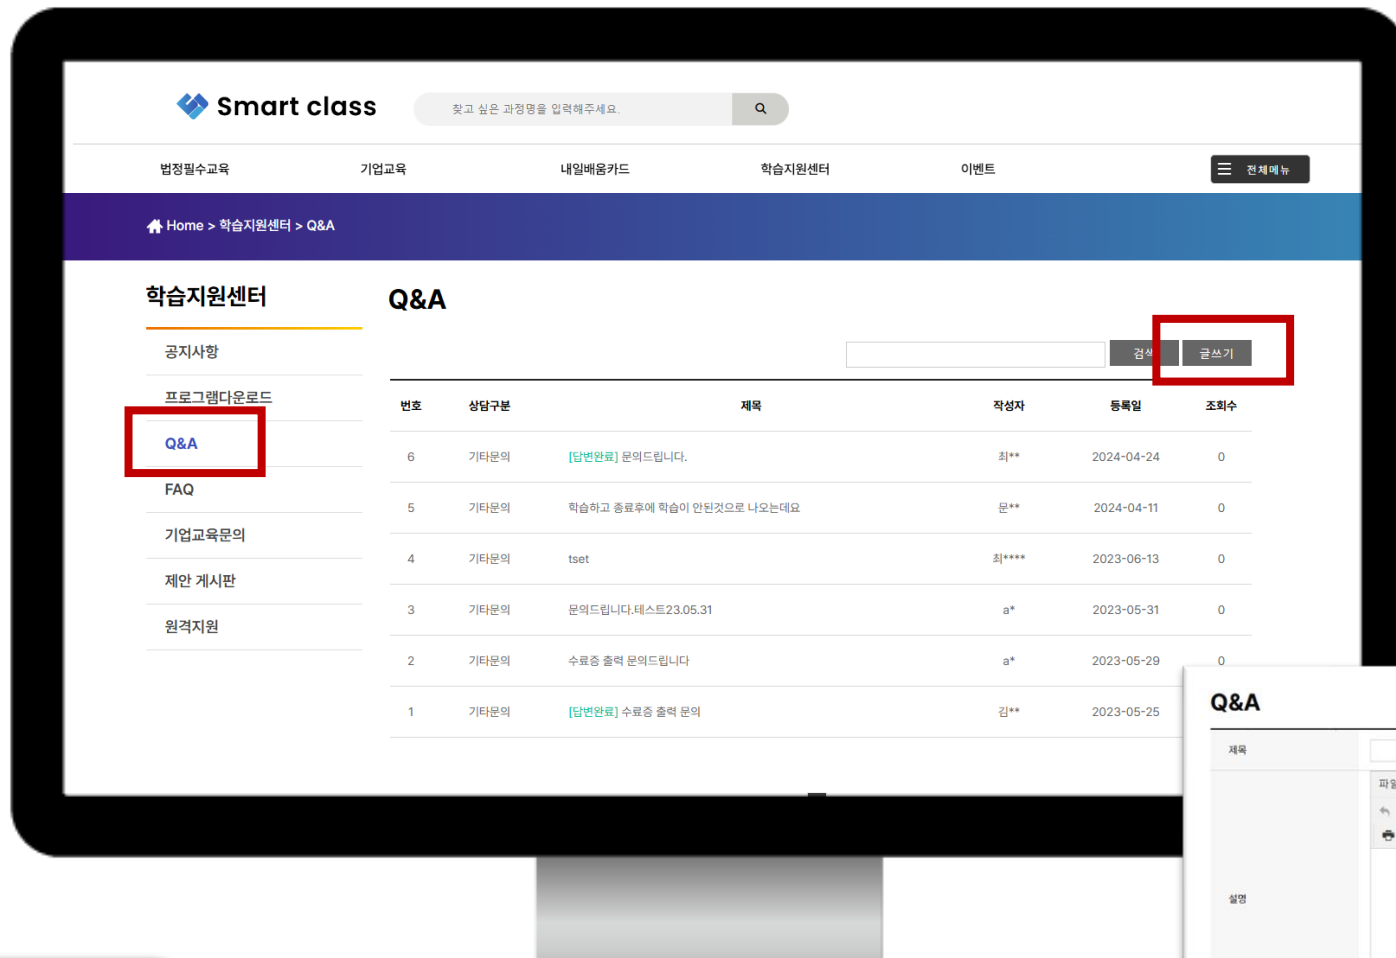 Smart class
찾고 싶은 과정명을 입력해주세요.
법정필수교육 기업교육 내일배움카드 학습지원센터 이벤트 전체메뉴
Home > 학습지원센터 > Q&A
학습지원센터
공지사항
프로그램다운로드
Q&A
FAQ
기업교육문의
제안 게시판
원격지원
Q&A
검색 글쓰기
번호 상담구분 제목 작성자 등록일 조회수
6 기타문의 [답변완료] 문의드립니다. 최** 2024-04-24 0
5 기타문의 학습하고 종료후에 학습이 안된것으로 나오는데요 문** 2024-04-11 0
4 기타문의 tset 최**** 2023-06-13 0
3 기타문의 문의드립니다.테스트23.05.31 a* 2023-05-31 0
2 기타문의 수료증 출력 문의드립니다 a* 2023-05-29 0
1 기타문의 [답변완료] 수료증 출력 문의 김** 2023-05-25
Q&A
제목
파일
설명